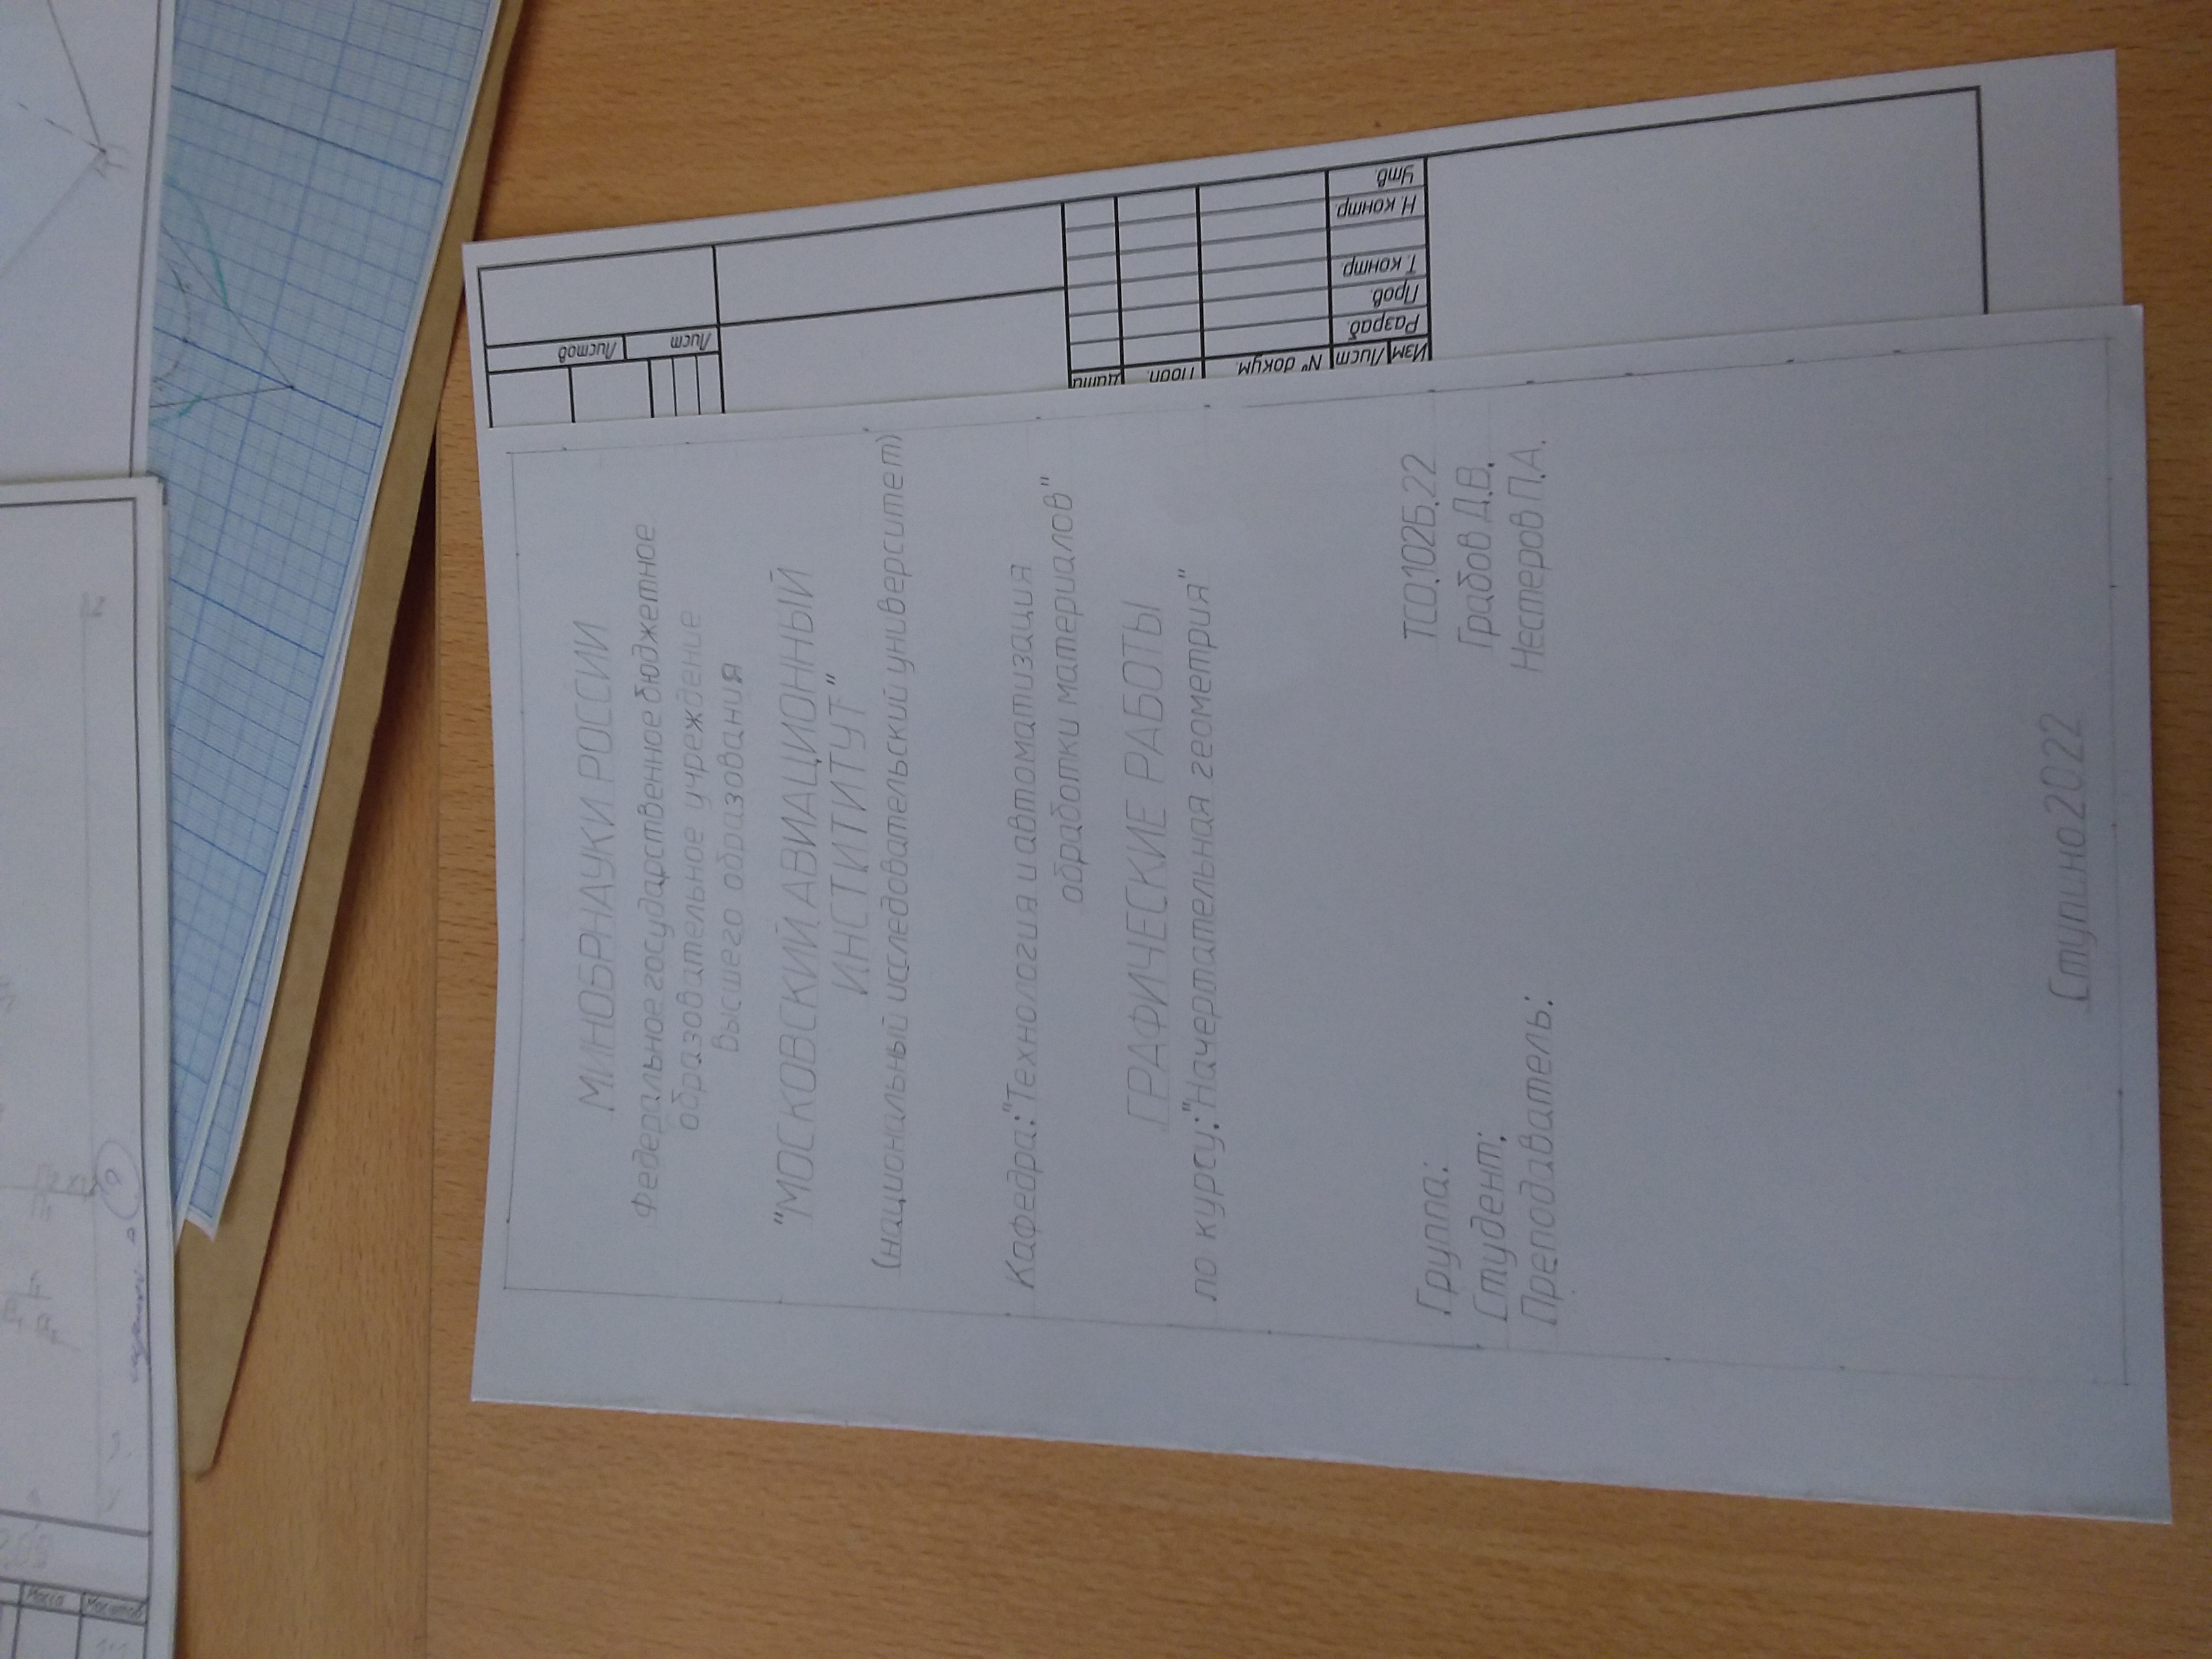 МИНОБРНАУКИ РОССИИ
Федеральное государственное бюджетное
образовательное учреждение
высшего образования
"МОСКОВСКИЙ АВИАЦИОННЫЙ
ИНСТИТИТУТ"
(национальный исследовательский университет)
Кафедра:"Технология и автоматизация
обработки материалов"
ГРАФИЧЕСКИЕ РАБОТЫ
по курсу:"Начертательная геометрия"
Группа: ТСО.102Б.22
Студент: Грабов Д.В.
Преподаватель: Нестеров П.А.
Ступино 2022
Изм Лист № докум. Подп. Дата
Разраб.
Пров.
Т. контр.
Н. контр.
Утв.
Лист Листов
Масса